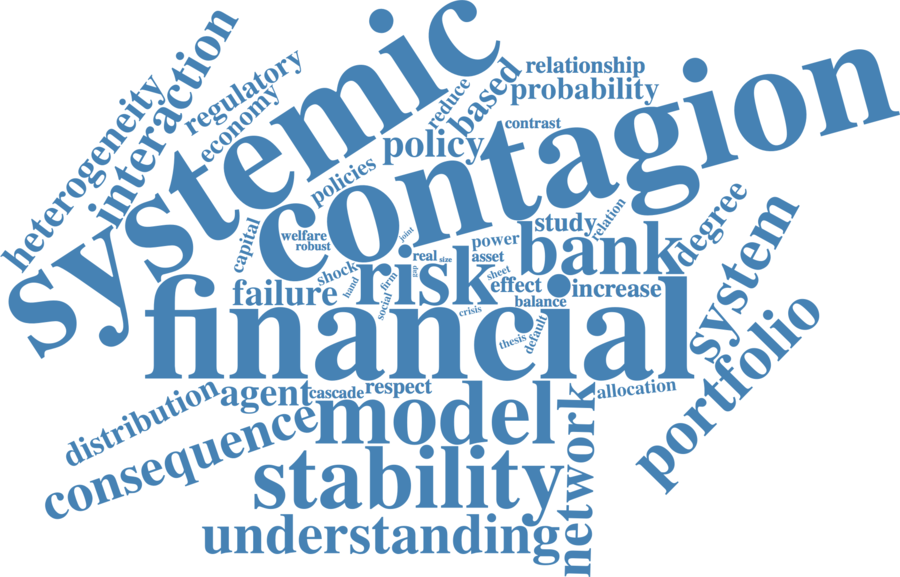 systemic
contagion
heterogeneity
interaction
regulatory
economy
reduce
based
relationship
probability
contrast
policy
policies
capital
welfare
robust
joint
study
relation
degree
system
power
bank
real
size
asset
shock
risk
sheet
hand
firm
effect
increase
failure
social
balance
crisis
financial
thesis
default
portfolio
distribution
agent
cascade
respect
allocation
consequence
model
network
stability
understanding